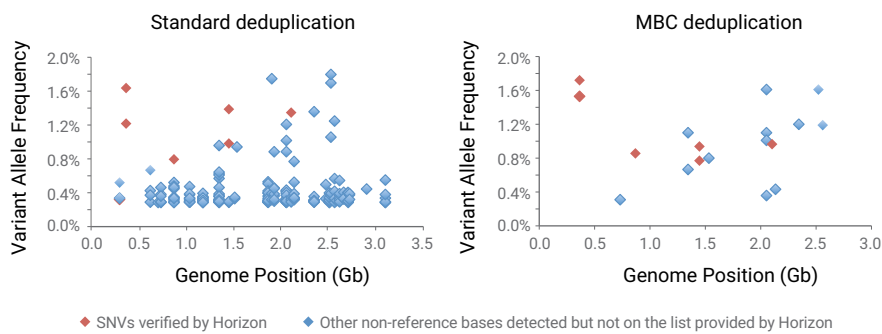 Standard deduplication
Variant Allele Frequency
2.0%
1.6%
1.2%
0.8%
0.4%
0.0%
0.0 0.5 1.0 1.5 2.0 2.5 3.0 3.5
Genome Position (Gb)
MBC deduplication
Variant Allele Frequency
2.0%
1.6%
1.2%
0.8%
0.4%
0.0%
0.0 0.5 1.0 1.5 2.0 2.5 3.0
Genome Position (Gb)
SNVs verified by Horizon
Other non-reference bases detected but not on the list provided by Horizon